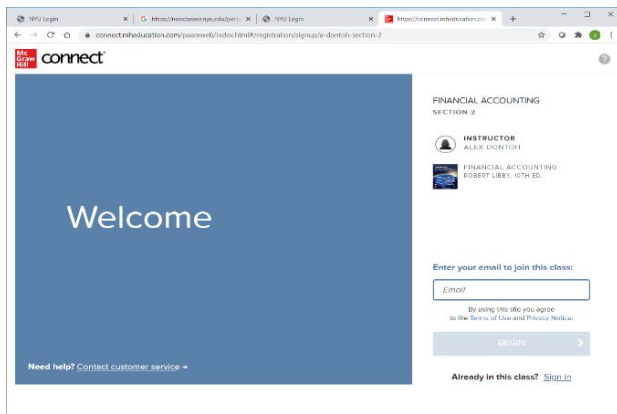 NYU Login
https://newclasses.nyu.edu/porta
NYU Login
https://connect.mheducation.com
connect.mheducation.com/paamweb/index.html#/registration/signup/a-dontoh-section-2
Mc
Graw
Hill
connect
FINANCIAL ACCOUNTING
SECTION 2
INSTRUCTOR
ALEX DONTOH
FINANCIAL ACCOUNTING
ROBERT LIBBY, 10TH ED.
Welcome
Enter your email to join this class:
Email
By using this site you agree
to the Terms of Use and Privacy Notice.
BEGIN
Need help? Contact customer service
Already in this class? Sign in